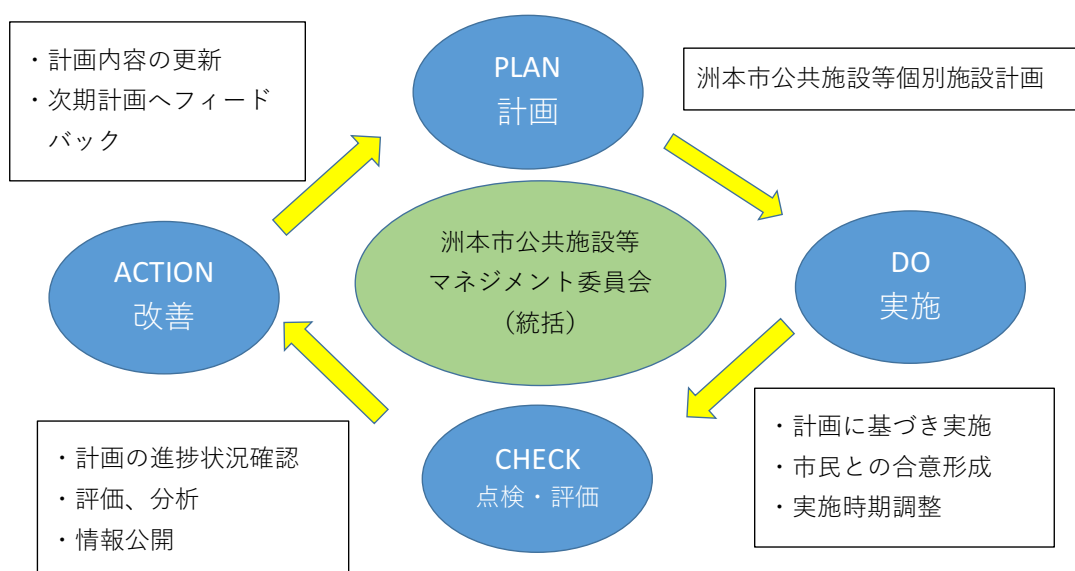 ・計画内容の更新
・次期計画へフィード
バック
PLAN
計画
洲本市公共施設等個別施設計画
洲本市公共施設等
マネジメント委員会
（統括）
ACTION
改善
DO
実施
・計画の進捗状況確認
・評価、分析
・情報公開
CHECK
点検・評価
・計画に基づき実施
・市民との合意形成
・実施時期調整